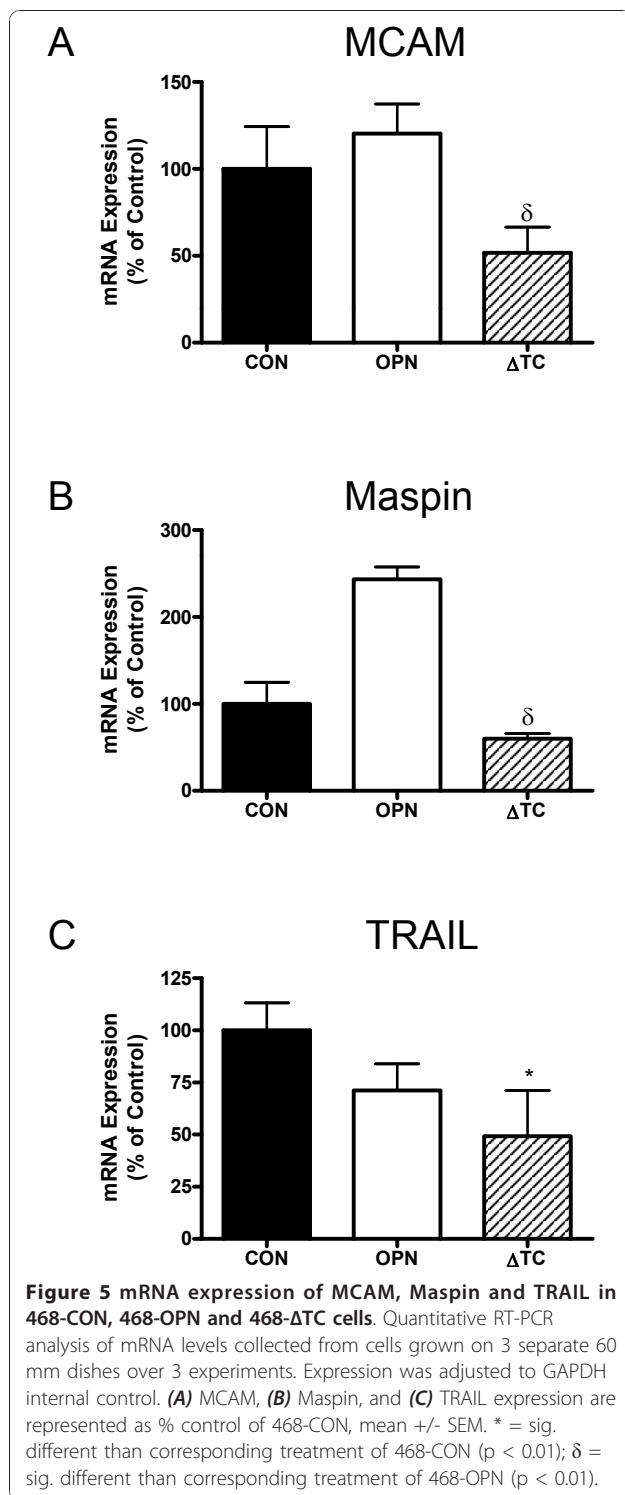 A MCAM
mRNA Expression
(% of Control)
150
100
50
0
CON OPN ΔTC
δ
B Maspin
mRNA Expression
(% of Control)
300
200
100
0
CON OPN ΔTC
δ
C TRAIL
mRNA Expression
(% of Control)
125
100
75
50
25
0
CON OPN ΔTC
*
Figure 5 mRNA expression of MCAM, Maspin and TRAIL in
468-CON, 468-OPN and 468-ΔTC cells. Quantitative RT-PCR
analysis of mRNA levels collected from cells grown on 3 separate 60
mm dishes over 3 experiments. Expression was adjusted to GAPDH
internal control. (A) MCAM, (B) Maspin, and (C) TRAIL expression are
represented as % control of 468-CON, mean +/- SEM. * = sig.
different than corresponding treatment of 468-CON (p < 0.01); δ =
sig. different than corresponding treatment of 468-OPN (p < 0.01).